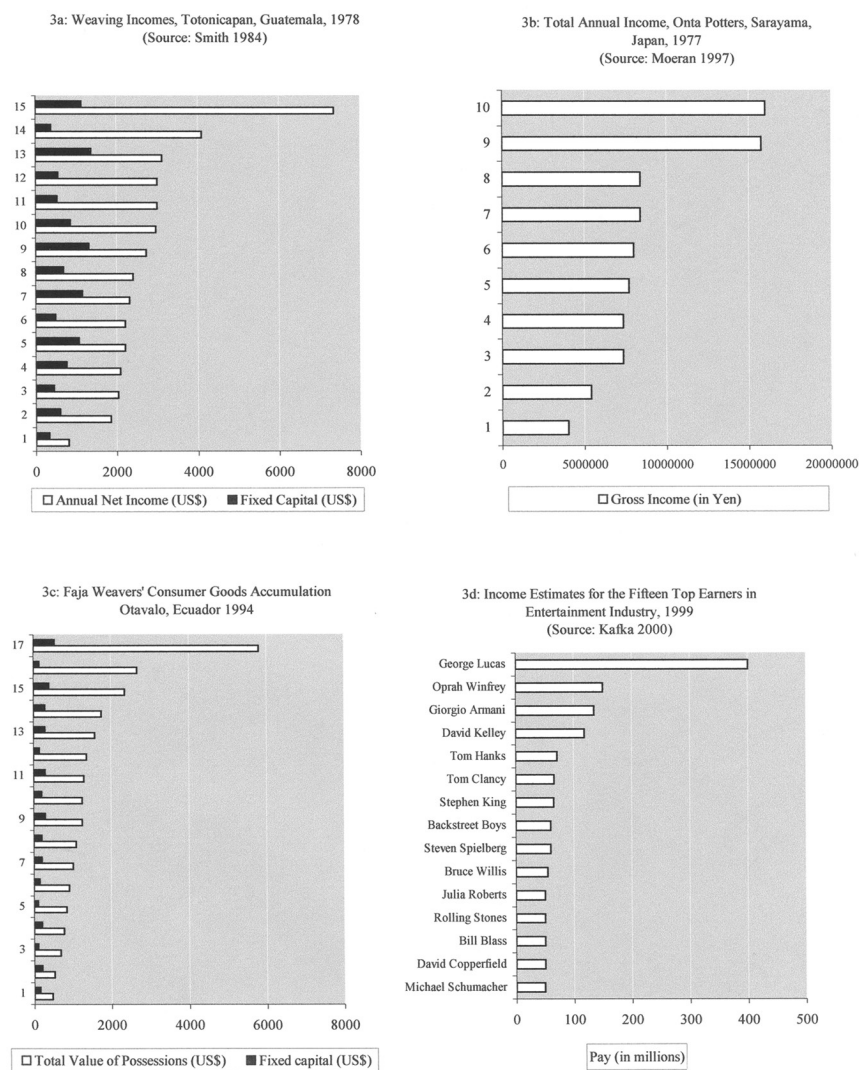 3a: Weaving Incomes, Totonicapan, Guatemala, 1978
(Source: Smith 1984)
15
14
13
12
11
10
9
8
7
6
5
4
3
2
1
0 2000 4000 6000 8000
Annual Net Income (US$) Fixed Capital (US$)
3b: Total Annual Income, Onta Potters, Sarayama,
Japan, 1977
(Source: Moeran 1997)
10
9
8
7
6
5
4
3
2
1
0 5000000 10000000 15000000 20000000
Gross Income (in Yen)
3c: Faja Weavers' Consumer Goods Accumulation
Otavalo, Ecuador 1994
17
15
13
11
9
7
5
3
1
0 2000 4000 6000 8000
Total Value of Possessions (US$) Fixed capital (US$)
3d: Income Estimates for the Fifteen Top Earners in
Entertainment Industry, 1999
(Source: Kafka 2000)
George Lucas
Oprah Winfrey
Giorgio Armani
David Kelley
Tom Hanks
Tom Clancy
Stephen King
Backstreet Boys
Steven Spielberg
Bruce Willis
Julia Roberts
Rolling Stones
Bill Blass
David Copperfield
Michael Schumacher
0 100 200 300 400 500
Pay (in millions)